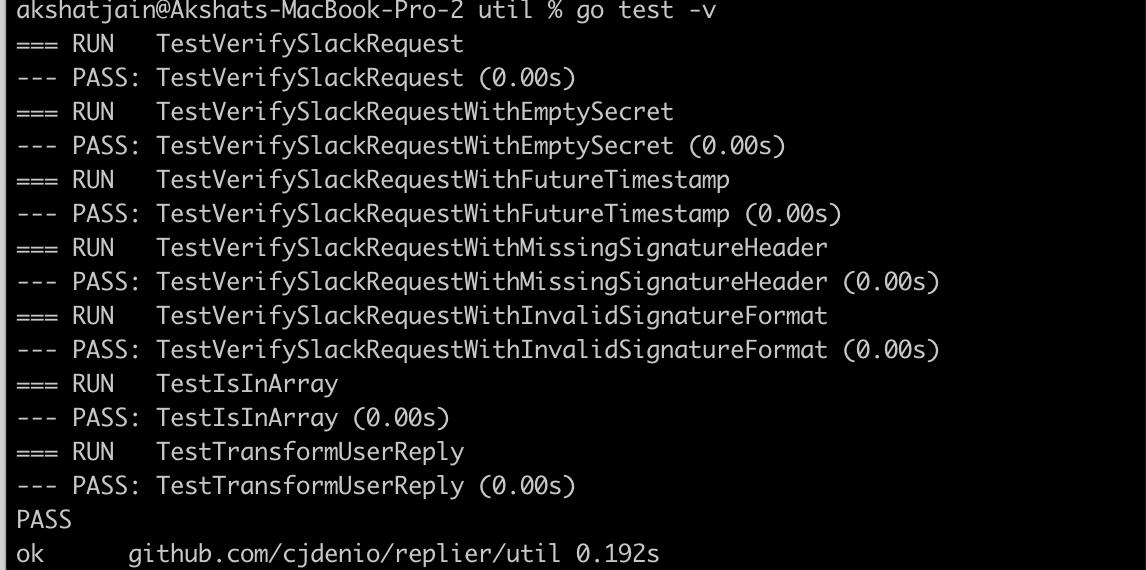 akshatjain@Akshats-MacBook-Pro-2 util % go test -v
=== RUN   TestVerifySlackRequest
--- PASS: TestVerifySlackRequest (0.00s)
=== RUN   TestVerifySlackRequestWithEmptySecret
--- PASS: TestVerifySlackRequestWithEmptySecret (0.00s)
=== RUN   TestVerifySlackRequestWithFutureTimestamp
--- PASS: TestVerifySlackRequestWithFutureTimestamp (0.00s)
=== RUN   TestVerifySlackRequestWithMissingSignatureHeader
--- PASS: TestVerifySlackRequestWithMissingSignatureHeader (0.00s)
=== RUN   TestVerifySlackRequestWithInvalidSignatureFormat
--- PASS: TestVerifySlackRequestWithInvalidSignatureFormat (0.00s)
=== RUN   TestIsInArray
--- PASS: TestIsInArray (0.00s)
=== RUN   TestTransformUserReply
--- PASS: TestTransformUserReply (0.00s)
PASS
ok      github.com/cjdenio/replier/util 0.192s